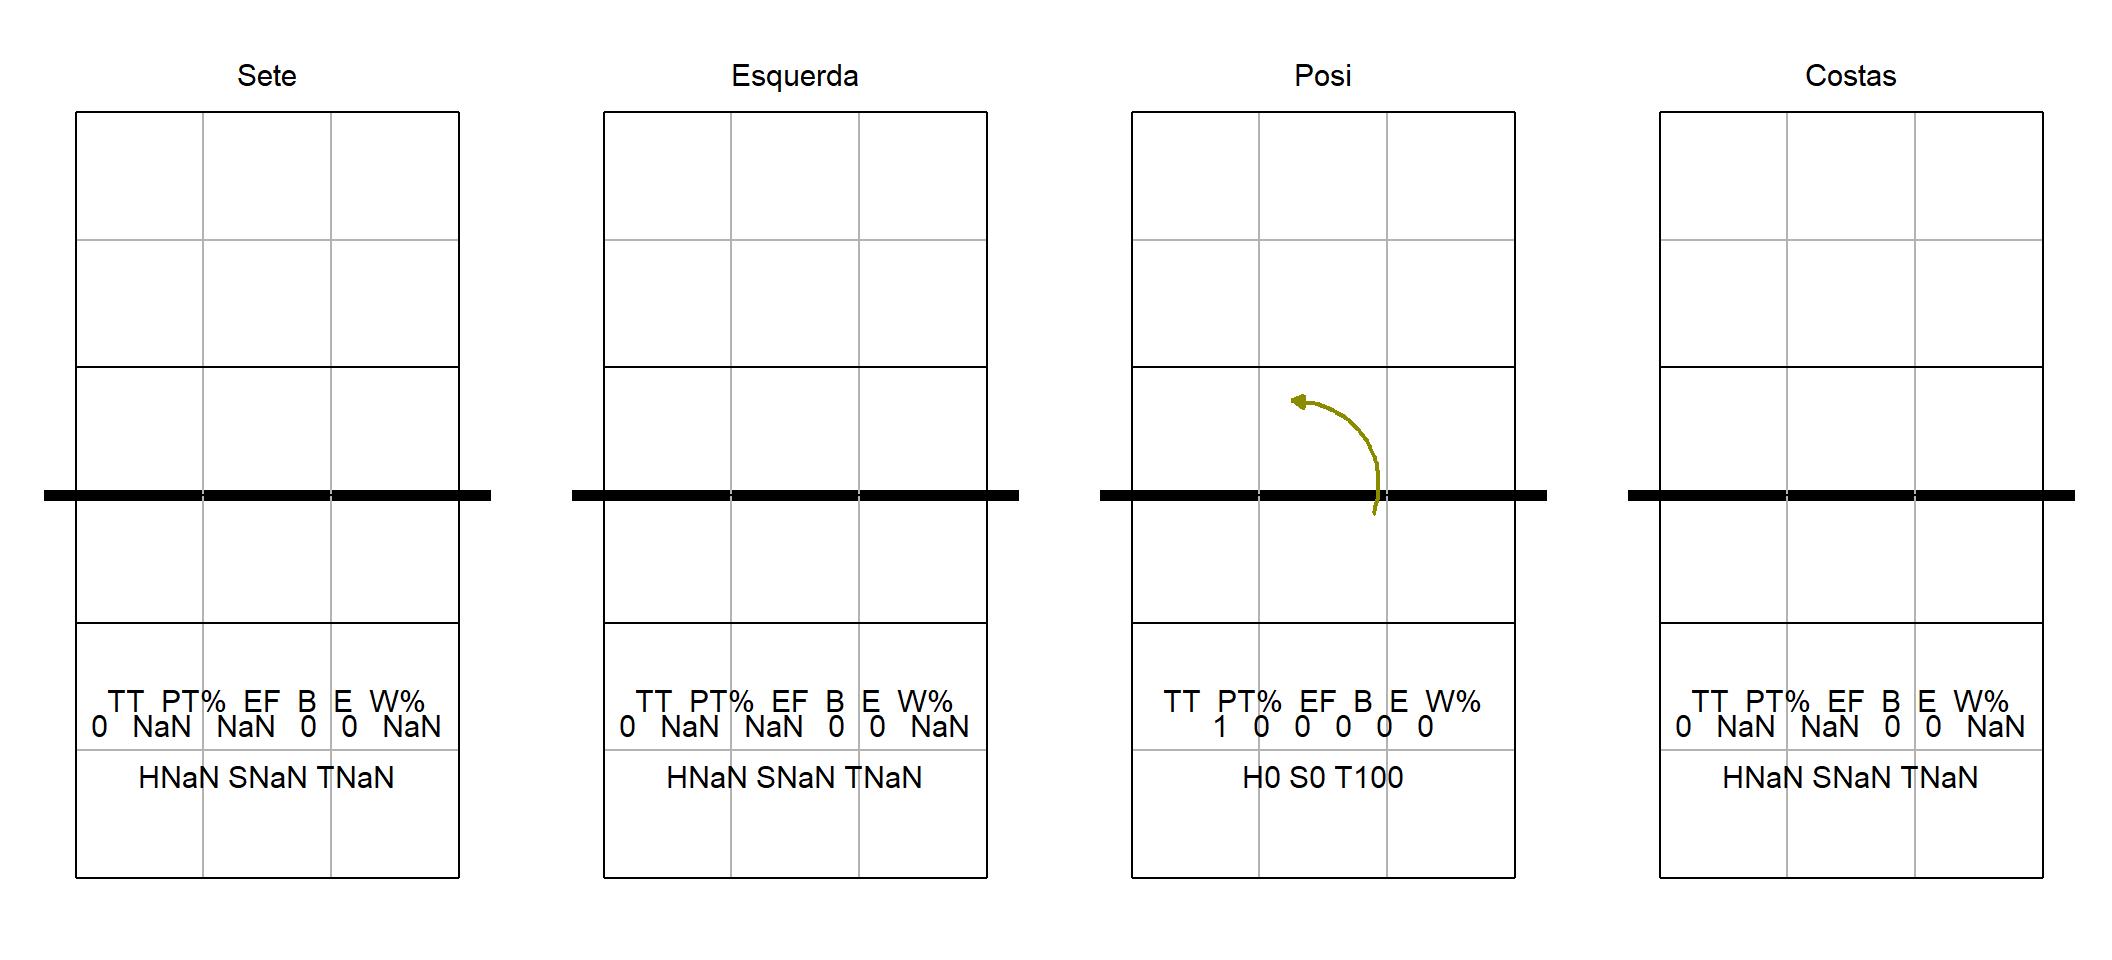 Sete
TT PT% EF B E W%
0 NaN NaN 0 0 NaN
HNaN SNaN TNaN
Esquerda
TT PT% EF B E W%
0 NaN NaN 0 0 NaN
HNaN SNaN TNaN
Posi
TT PT% EF B E W%
1 0 0 0 0 0
H0 S0 T100
Costas
TT PT% EF B E W%
0 NaN NaN 0 0 NaN
HNaN SNaN TNaN